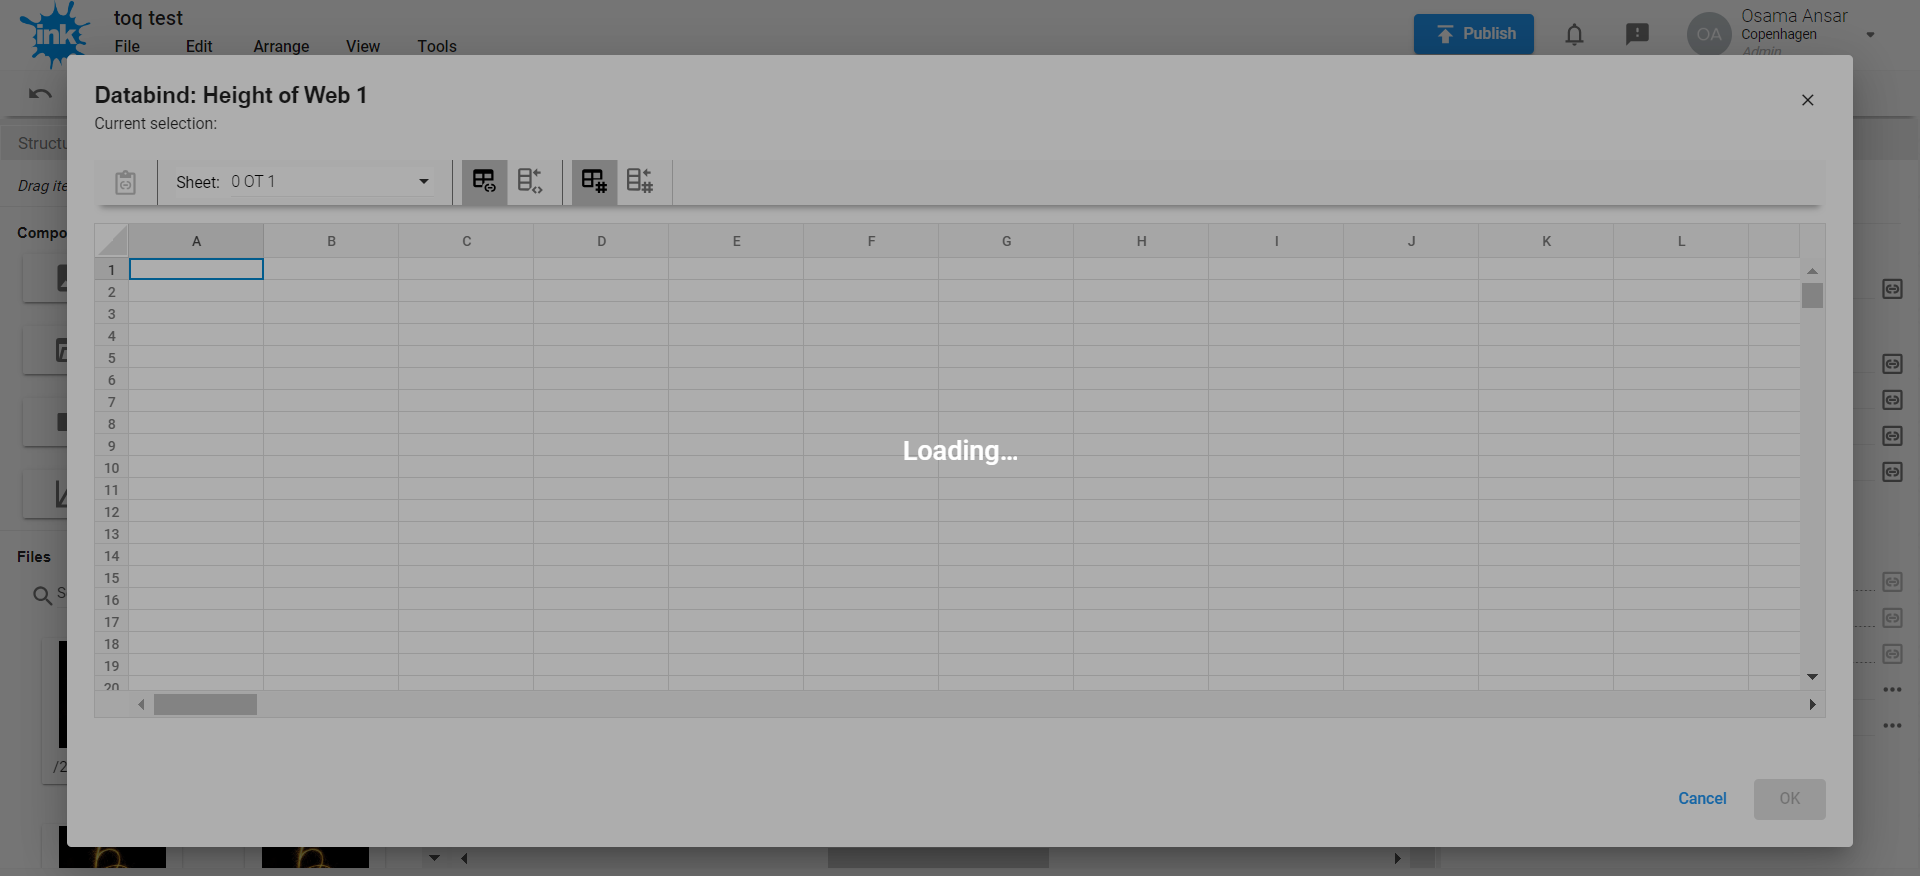 ink
toq test
File Edit Arrange View Tools
Publish
OA
Osama Ansar
Copenhagen
Admin
Databind: Height of Web 1
Current selection:
Structu
Sheet: 0 OT 1
Drag ite
Compo
A B C D E F G H I J K L
1
2
3
4
5
6
7
8
9
Loading...
10
11
12
13
14
Files
15
16
S
17
18
19
20
/2
Cancel
OK